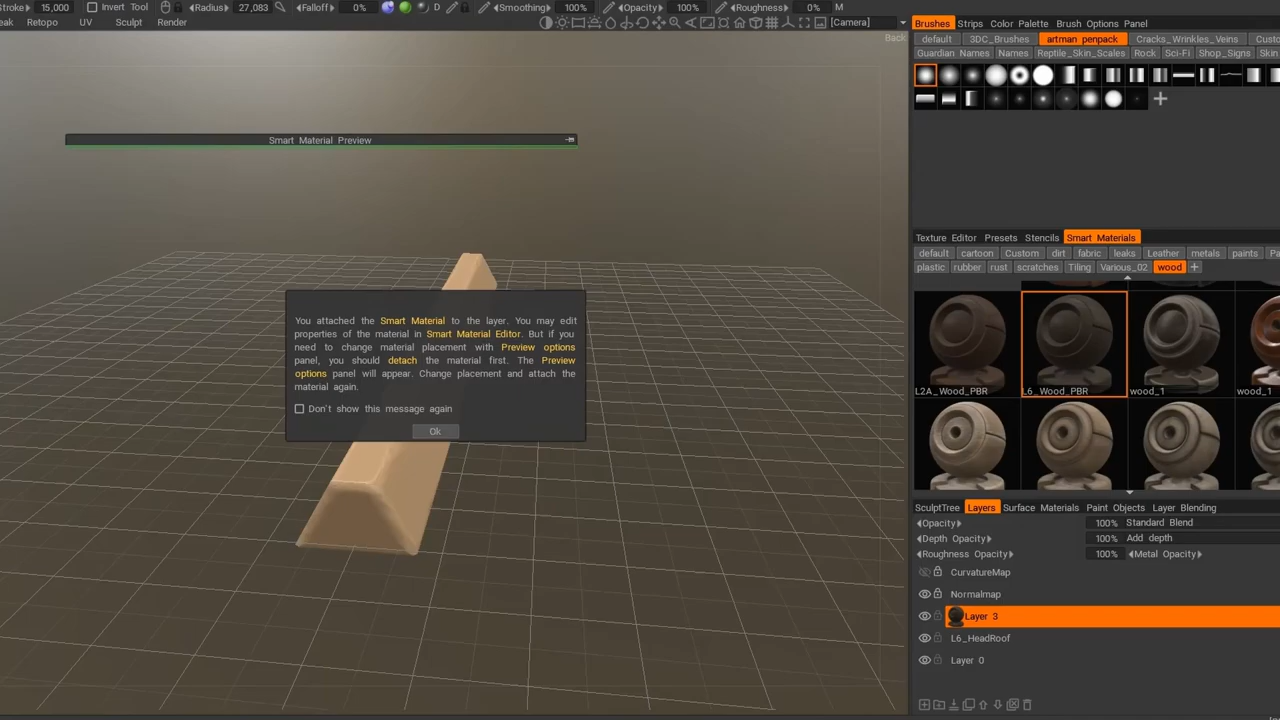 Stroke 15,000 Invert Tool Radius 27,083 Falloff 0% D Smoothing 100% Opacity 100% Roughness 0% M
Retopo UV Sculpt Render [Camera]
Back
Brushes Strips Color Palette Brush Options Panel
default 3DC_Brushes artman penpack Cracks_Wrinkles_Veins
Guardian Names Names Reptile_Skin_Scales Rock Sci-Fi Shop_Signs Skin
Smart Material Preview
Texture Editor Presets Stencils Smart Materials
default cartoon Custom dirt fabric leaks Leather metals paints
plastic rubber rust scratches Tiling Various_02 wood
You attached the Smart Material to the layer. You may edit
properties of the material in Smart Material Editor. But if you
need to change material placement with Preview options
panel, you should detach the material first. The Preview
options panel will appear. Change placement and attach the
material again.
Don't show this message again
Ok
L2A_Wood_PBR L6_Wood_PBR wood_1 wood_1
SculptTree Layers Surface Materials Paint Objects Layer Blending
Opacity 100% Standard Blend
Depth Opacity 100% Add depth
Roughness Opacity 100% Metal Opacity
CurvatureMap
Normalmap
Layer 3
L6_HeadRoof
Layer 0